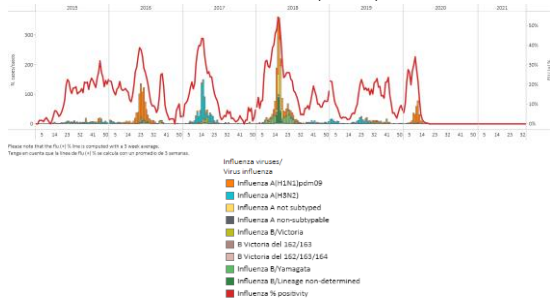 2015 2016 2017 2018 2019 2020 2021
300
200
100
0
50%
40%
30%
20%
10%
0%
5 14 23 32 41 50 5 14 23 32 41 50 5 14 23 32 41 50 5 14 23 32 41 50 5 14 23 32 41 50 5 14 23 32 41 50 5 14 23 32
Please note that the flu (+) % line is computed with a 3 week average.
Tenga en cuenta que la línea de flu (+) % se calcula con un promedio de 3 semanas.
Influenza viruses/
Virus influenza
Influenza A(H1N1)pdm09
Influenza A(H3N2)
Influenza A not subtyped
Influenza A non-subtypable
Influenza B/Victoria
B Victoria del 162/163
B Victoria del 162/163/164
Influenza B/Yamagata
Influenza B/Lineage non-determined
Influenza % positivity